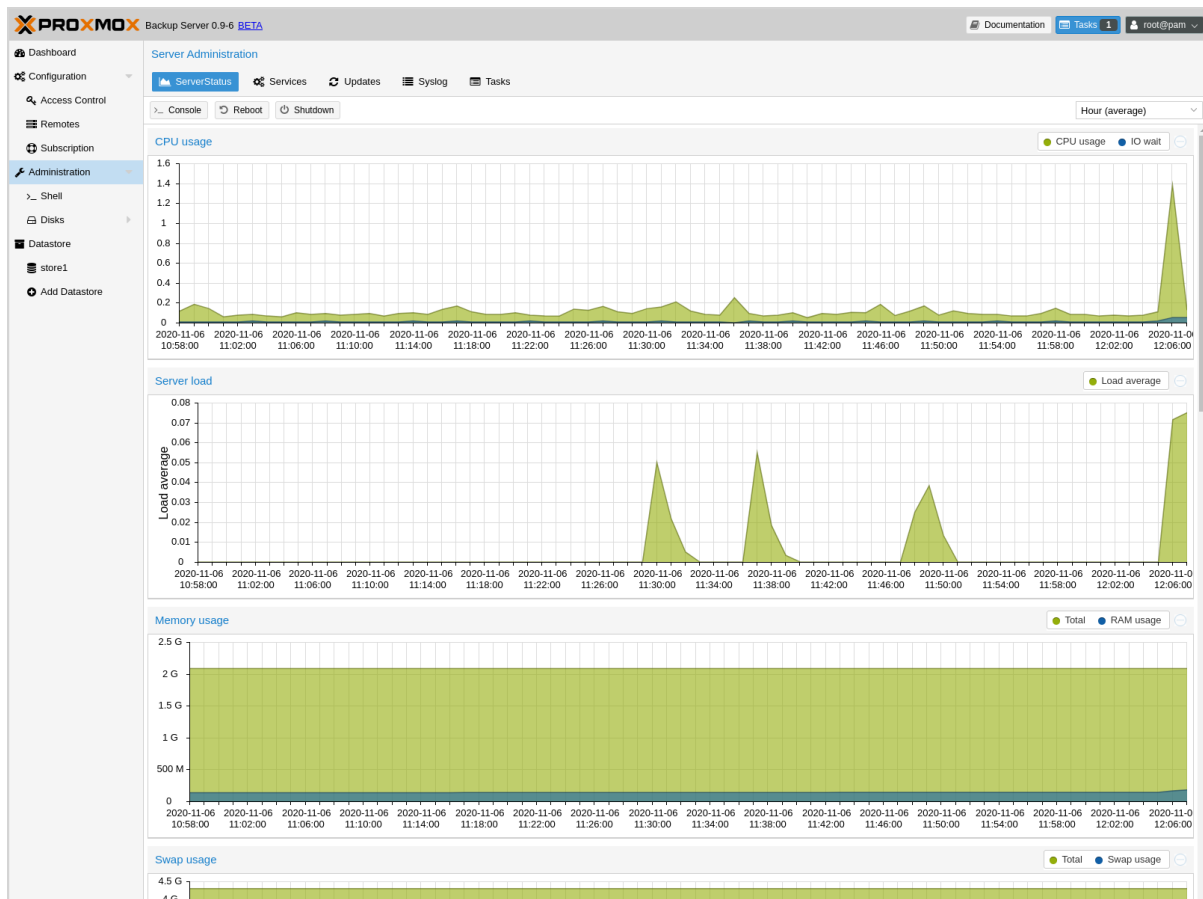 PROXMOX Backup Server 0.9-6 BETA Documentation Tasks 1 root@pam
Dashboard
Configuration
Access Control
Remotes
Subscription
Administration
>_ Shell
Disks
Datastore
store1
Add Datastore
Server Administration
ServerStatus Services Updates Syslog Tasks
>_ Console Reboot Shutdown Hour (average)
CPU usage CPU usage IO wait
1.6
1.4
1.2
1
0.8
0.6
0.4
0.2
0
2020-11-06 2020-11-06 2020-11-06 2020-11-06 2020-11-06 2020-11-06 2020-11-06 2020-11-06 2020-11-06 2020-11-06 2020-11-06 2020-11-06 2020-11-06 2020-11-06 2020-11-06 2020-11-06 2020-11-06 2020-11-06
10:58:00 11:02:00 11:06:00 11:10:00 11:14:00 11:18:00 11:22:00 11:26:00 11:30:00 11:34:00 11:38:00 11:42:00 11:46:00 11:50:00 11:54:00 11:58:00 12:02:00 12:06:00
Server load Load average
Load average
0.08
0.07
0.06
0.05
0.04
0.03
0.02
0.01
0
2020-11-06 2020-11-06 2020-11-06 2020-11-06 2020-11-06 2020-11-06 2020-11-06 2020-11-06 2020-11-06 2020-11-06 2020-11-06 2020-11-06 2020-11-06 2020-11-06 2020-11-06 2020-11-06 2020-11-06 2020-11-0
10:58:00 11:02:00 11:06:00 11:10:00 11:14:00 11:18:00 11:22:00 11:26:00 11:30:00 11:34:00 11:38:00 11:42:00 11:46:00 11:50:00 11:54:00 11:58:00 12:02:00 12:06:00
Memory usage Total RAM usage
2.5 G
2 G
1.5 G
1 G
500 M
0
2020-11-06 2020-11-06 2020-11-06 2020-11-06 2020-11-06 2020-11-06 2020-11-06 2020-11-06 2020-11-06 2020-11-06 2020-11-06 2020-11-06 2020-11-06 2020-11-06 2020-11-06 2020-11-06 2020-11-06 2020-11-0
10:58:00 11:02:00 11:06:00 11:10:00 11:14:00 11:18:00 11:22:00 11:26:00 11:30:00 11:34:00 11:38:00 11:42:00 11:46:00 11:50:00 11:54:00 11:58:00 12:02:00 12:06:00
Swap usage Total Swap usage
4.5 G
4 G